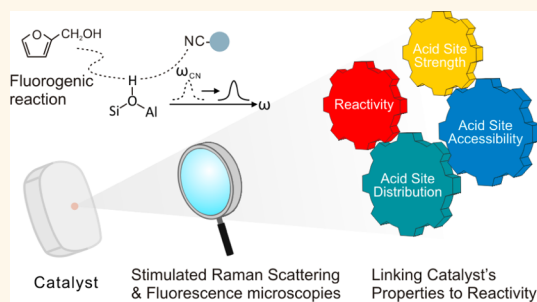 CH₂OH
O
Fluorogenic
reaction
NC
H
ω_CN
O
Si Al
ω
Catalyst
Stimulated Raman Scattering
& Fluorescence microscopies
Acid Site
Strength
Reactivity
Acid Site
Accessibility
Acid Site
Distribution
Linking Catalyst's
Properties to Reactivity